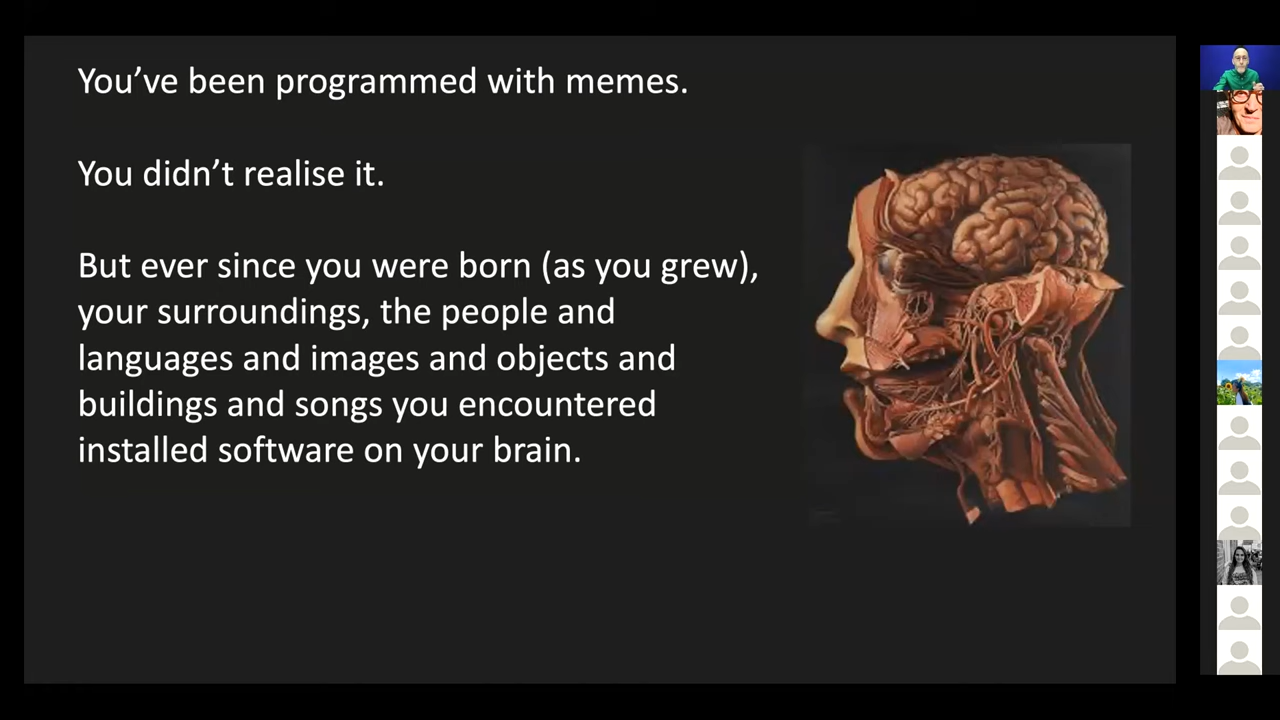 You’ve been programmed with memes.
You didn’t realise it.
But ever since you were born (as you grew),
your surroundings, the people and
languages and images and objects and
buildings and songs you encountered
installed software on your brain.